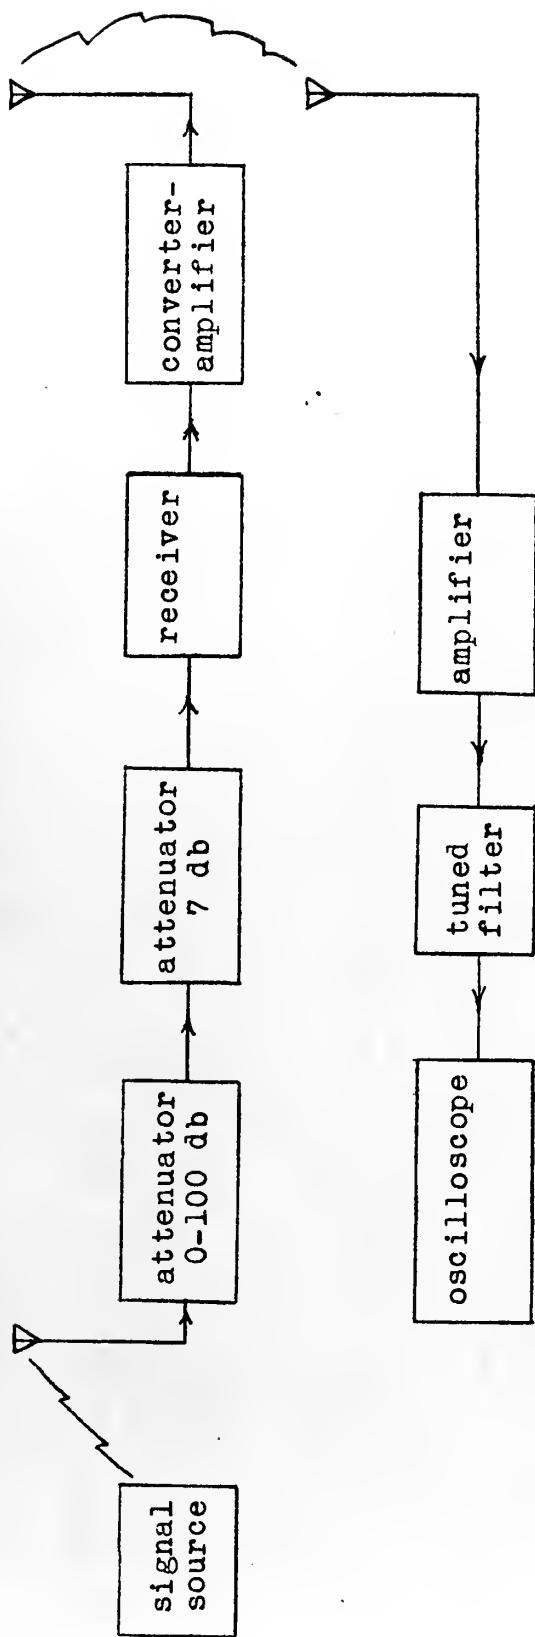 signal
source
attenuator
0-100 db
attenuator
7 db
receiver
converter-
amplifier
amplifier
tuned
filter
oscilloscope